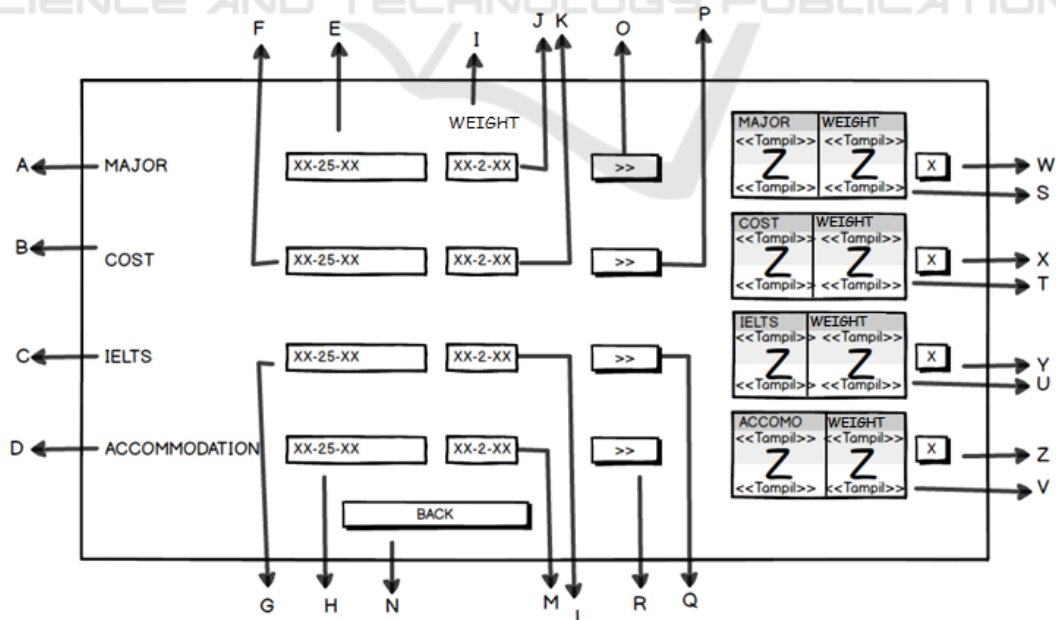 SCIENCE AND TECHNOLOGY PUBLICATIONS
F E I J K O P
WEIGHT
A MAJOR XX-25-XX XX-2-XX >>
MAJOR WEIGHT
<<Tampil>> <<Tampil>>
Z Z
<<Tampil>> <<Tampil>>
X W
S
B COST XX-25-XX XX-2-XX >>
COST WEIGHT
<<Tampil>> <<Tampil>>
Z Z
<<Tampil>> <<Tampil>>
X X
T
C IELTS XX-25-XX XX-2-XX >>
IELTS WEIGHT
<<Tampil>> <<Tampil>>
Z Z
<<Tampil>> <<Tampil>>
X Y
U
D ACCOMMODATION XX-25-XX XX-2-XX >>
ACCOMO WEIGHT
<<Tampil>> <<Tampil>>
Z Z
<<Tampil>> <<Tampil>>
X Z
V
BACK
G H N M R Q